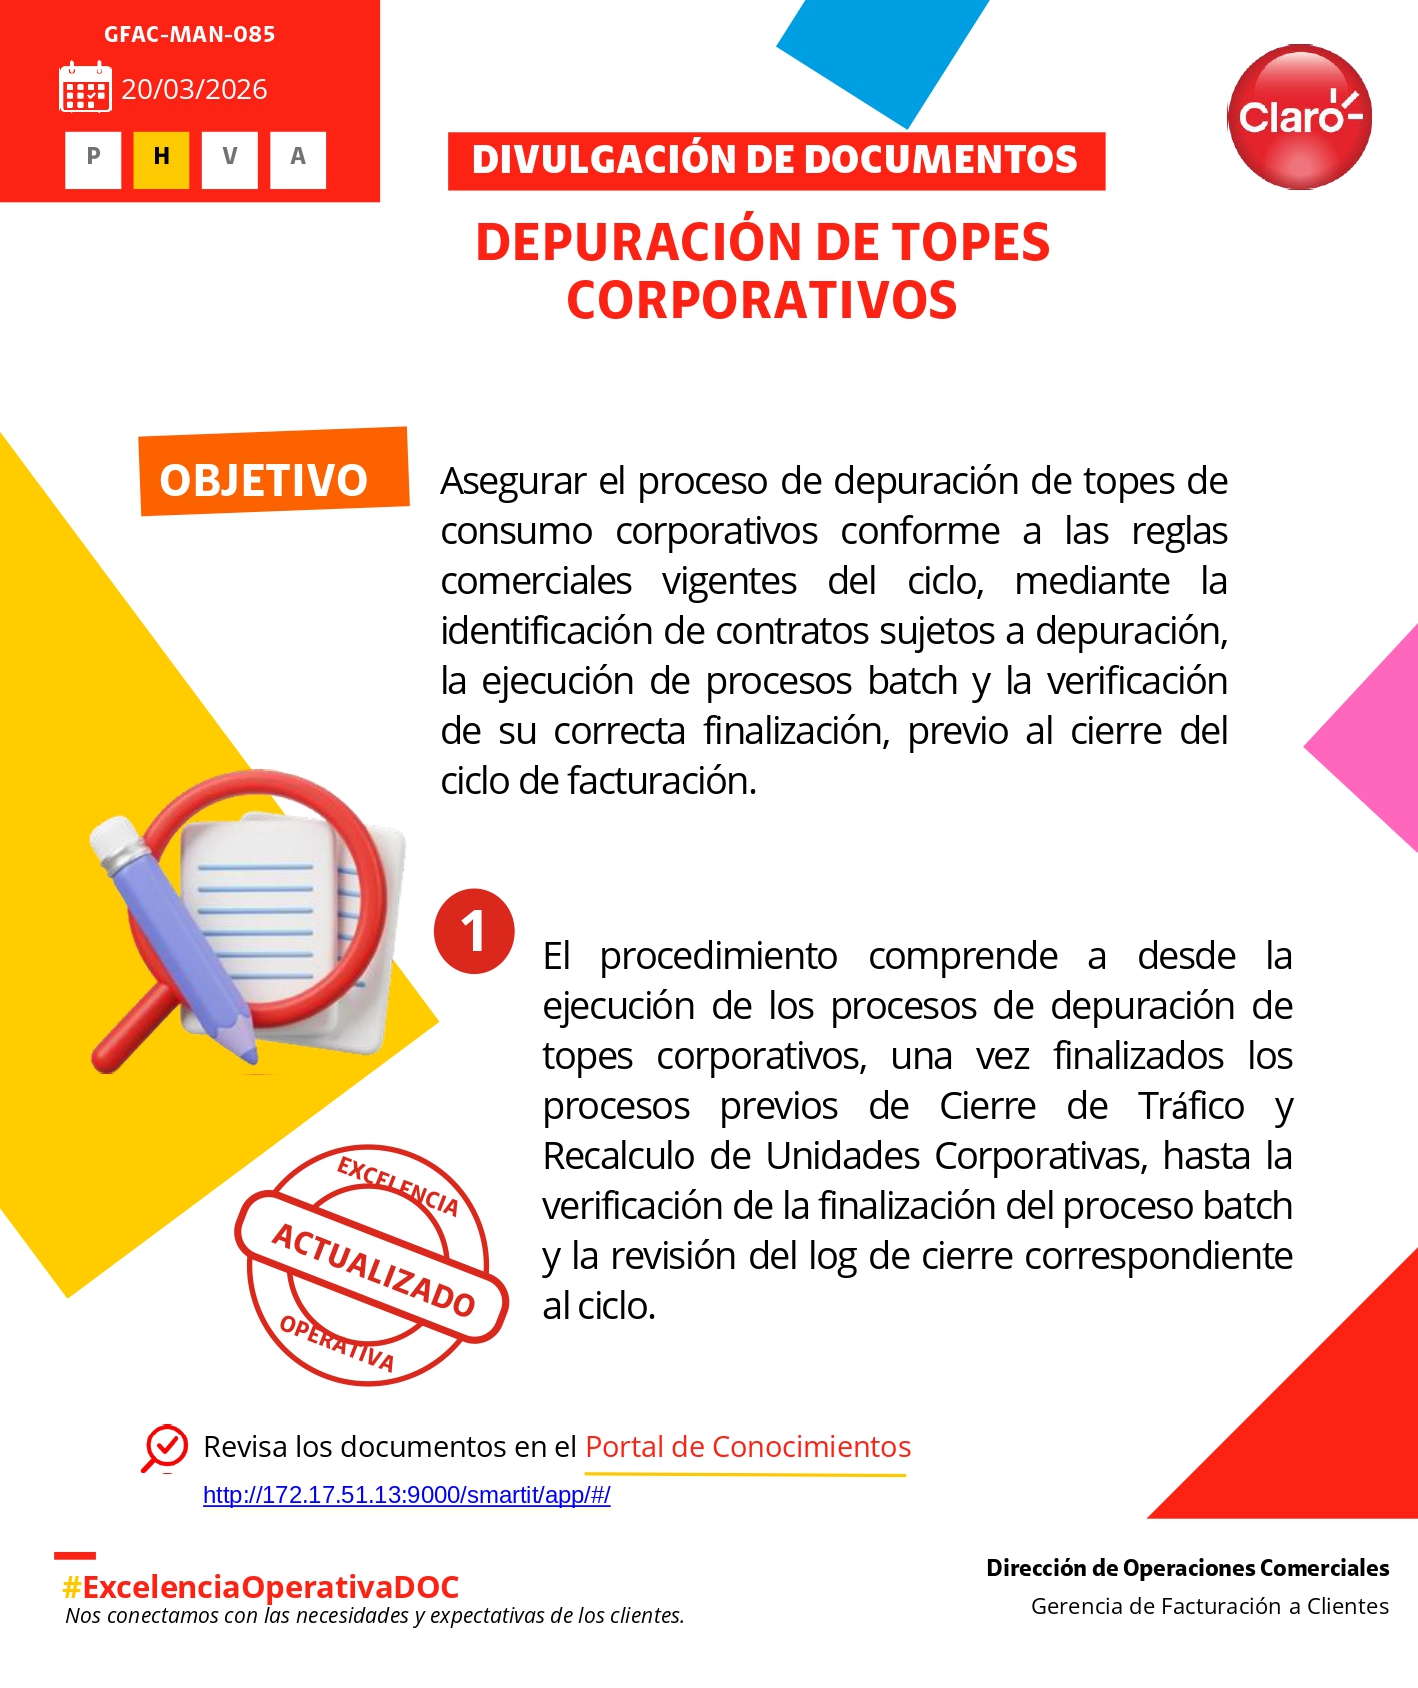 GFAC-MAN-085
20/03/2026
P H V A
Claro
DIVULGACIÓN DE DOCUMENTOS
DEPURACIÓN DE TOPES
CORPORATIVOS
OBJETIVO
Asegurar el proceso de depuración de topes de
consumo corporativos conforme a las reglas
comerciales vigentes del ciclo, mediante la
identificación de contratos sujetos a depuración,
la ejecución de procesos batch y la verificación
de su correcta finalización, previo al cierre del
ciclo de facturación.
1
El procedimiento comprende a desde la
ejecución de los procesos de depuración de
topes corporativos, una vez finalizados los
procesos previos de Cierre de Tráfico y
Recalculo de Unidades Corporativas, hasta la
verificación de la finalización del proceso batch
y la revisión del log de cierre correspondiente
al ciclo.
EXCELENCIA
ACTUALIZADO
OPERATIVA
Revisa los documentos en el Portal de Conocimientos
http://172.17.51.13:9000/smartit/app/#/
#ExcelenciaOperativaDOC
Nos conectamos con las necesidades y expectativas de los clientes.
Dirección de Operaciones Comerciales
Gerencia de Facturación a Clientes